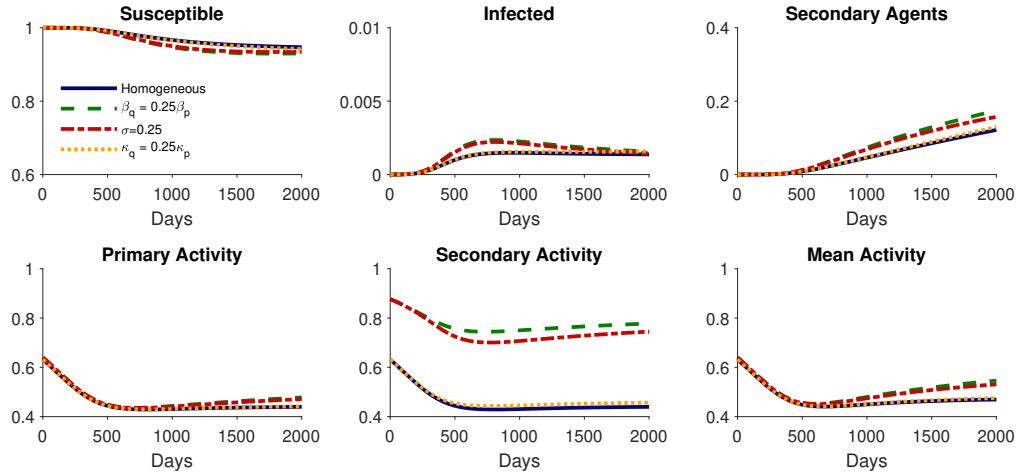 Susceptible
1
0.8
0.6
0 500 1000 1500 2000
Days
Homogeneous
β_q = 0.25β_p
σ=0.25
κ_q = 0.25κ_p
Infected
0.01
0.005
0
0 500 1000 1500 2000
Days
Secondary Agents
0.4
0.2
0
0 500 1000 1500 2000
Days
Primary Activity
1
0.8
0.6
0.4
0 500 1000 1500 2000
Days
Secondary Activity
1
0.8
0.6
0.4
0 500 1000 1500 2000
Days
Mean Activity
1
0.8
0.6
0.4
0 500 1000 1500 2000
Days